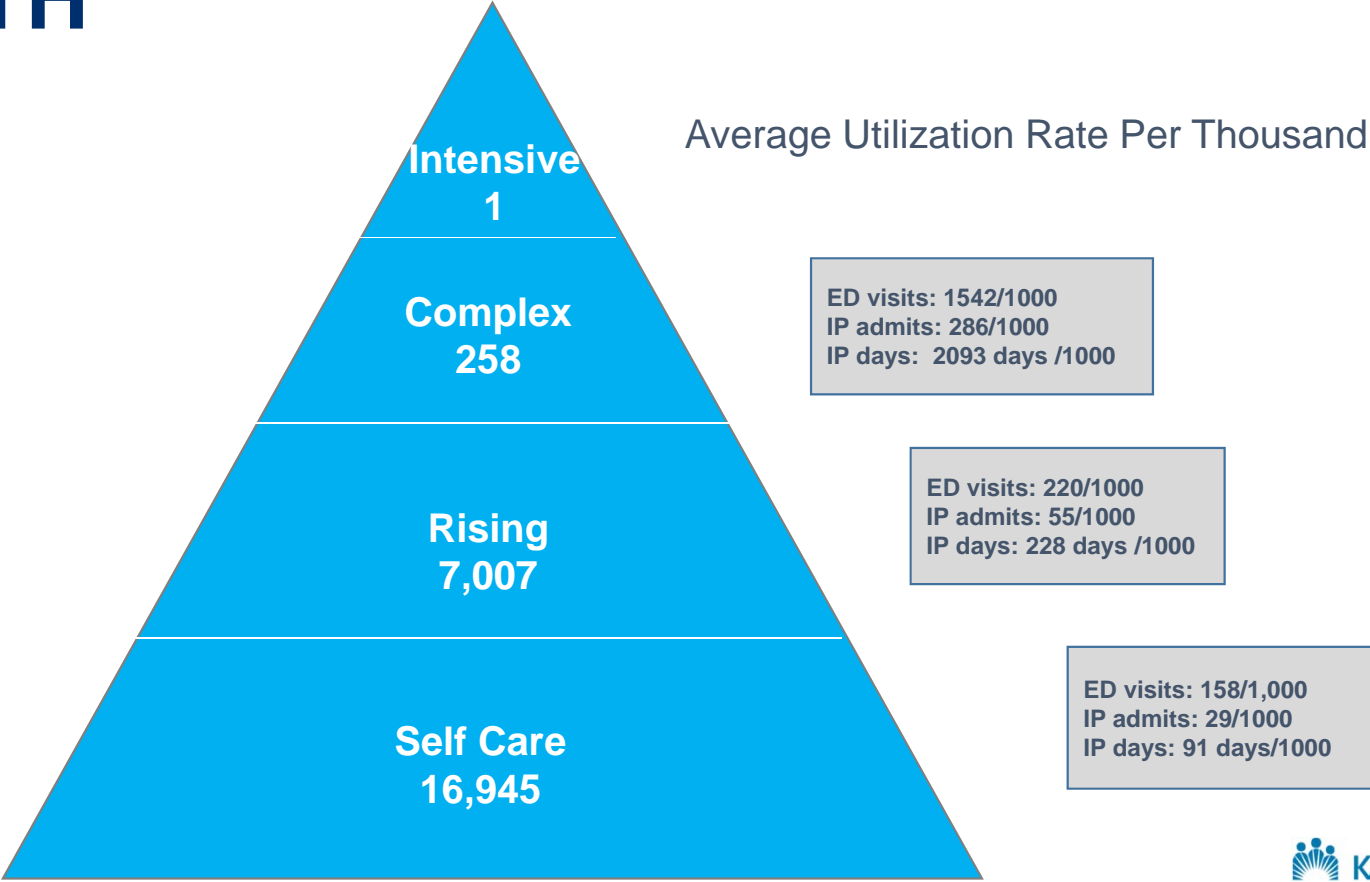 TH
Average Utilization Rate Per Thousand
Intensive
1
Complex
258
ED visits: 1542/1000
IP admits: 286/1000
IP days: 2093 days /1000
Rising
7,007
ED visits: 220/1000
IP admits: 55/1000
IP days: 228 days /1000
Self Care
16,945
ED visits: 158/1,000
IP admits: 29/1000
IP days: 91 days/1000
K